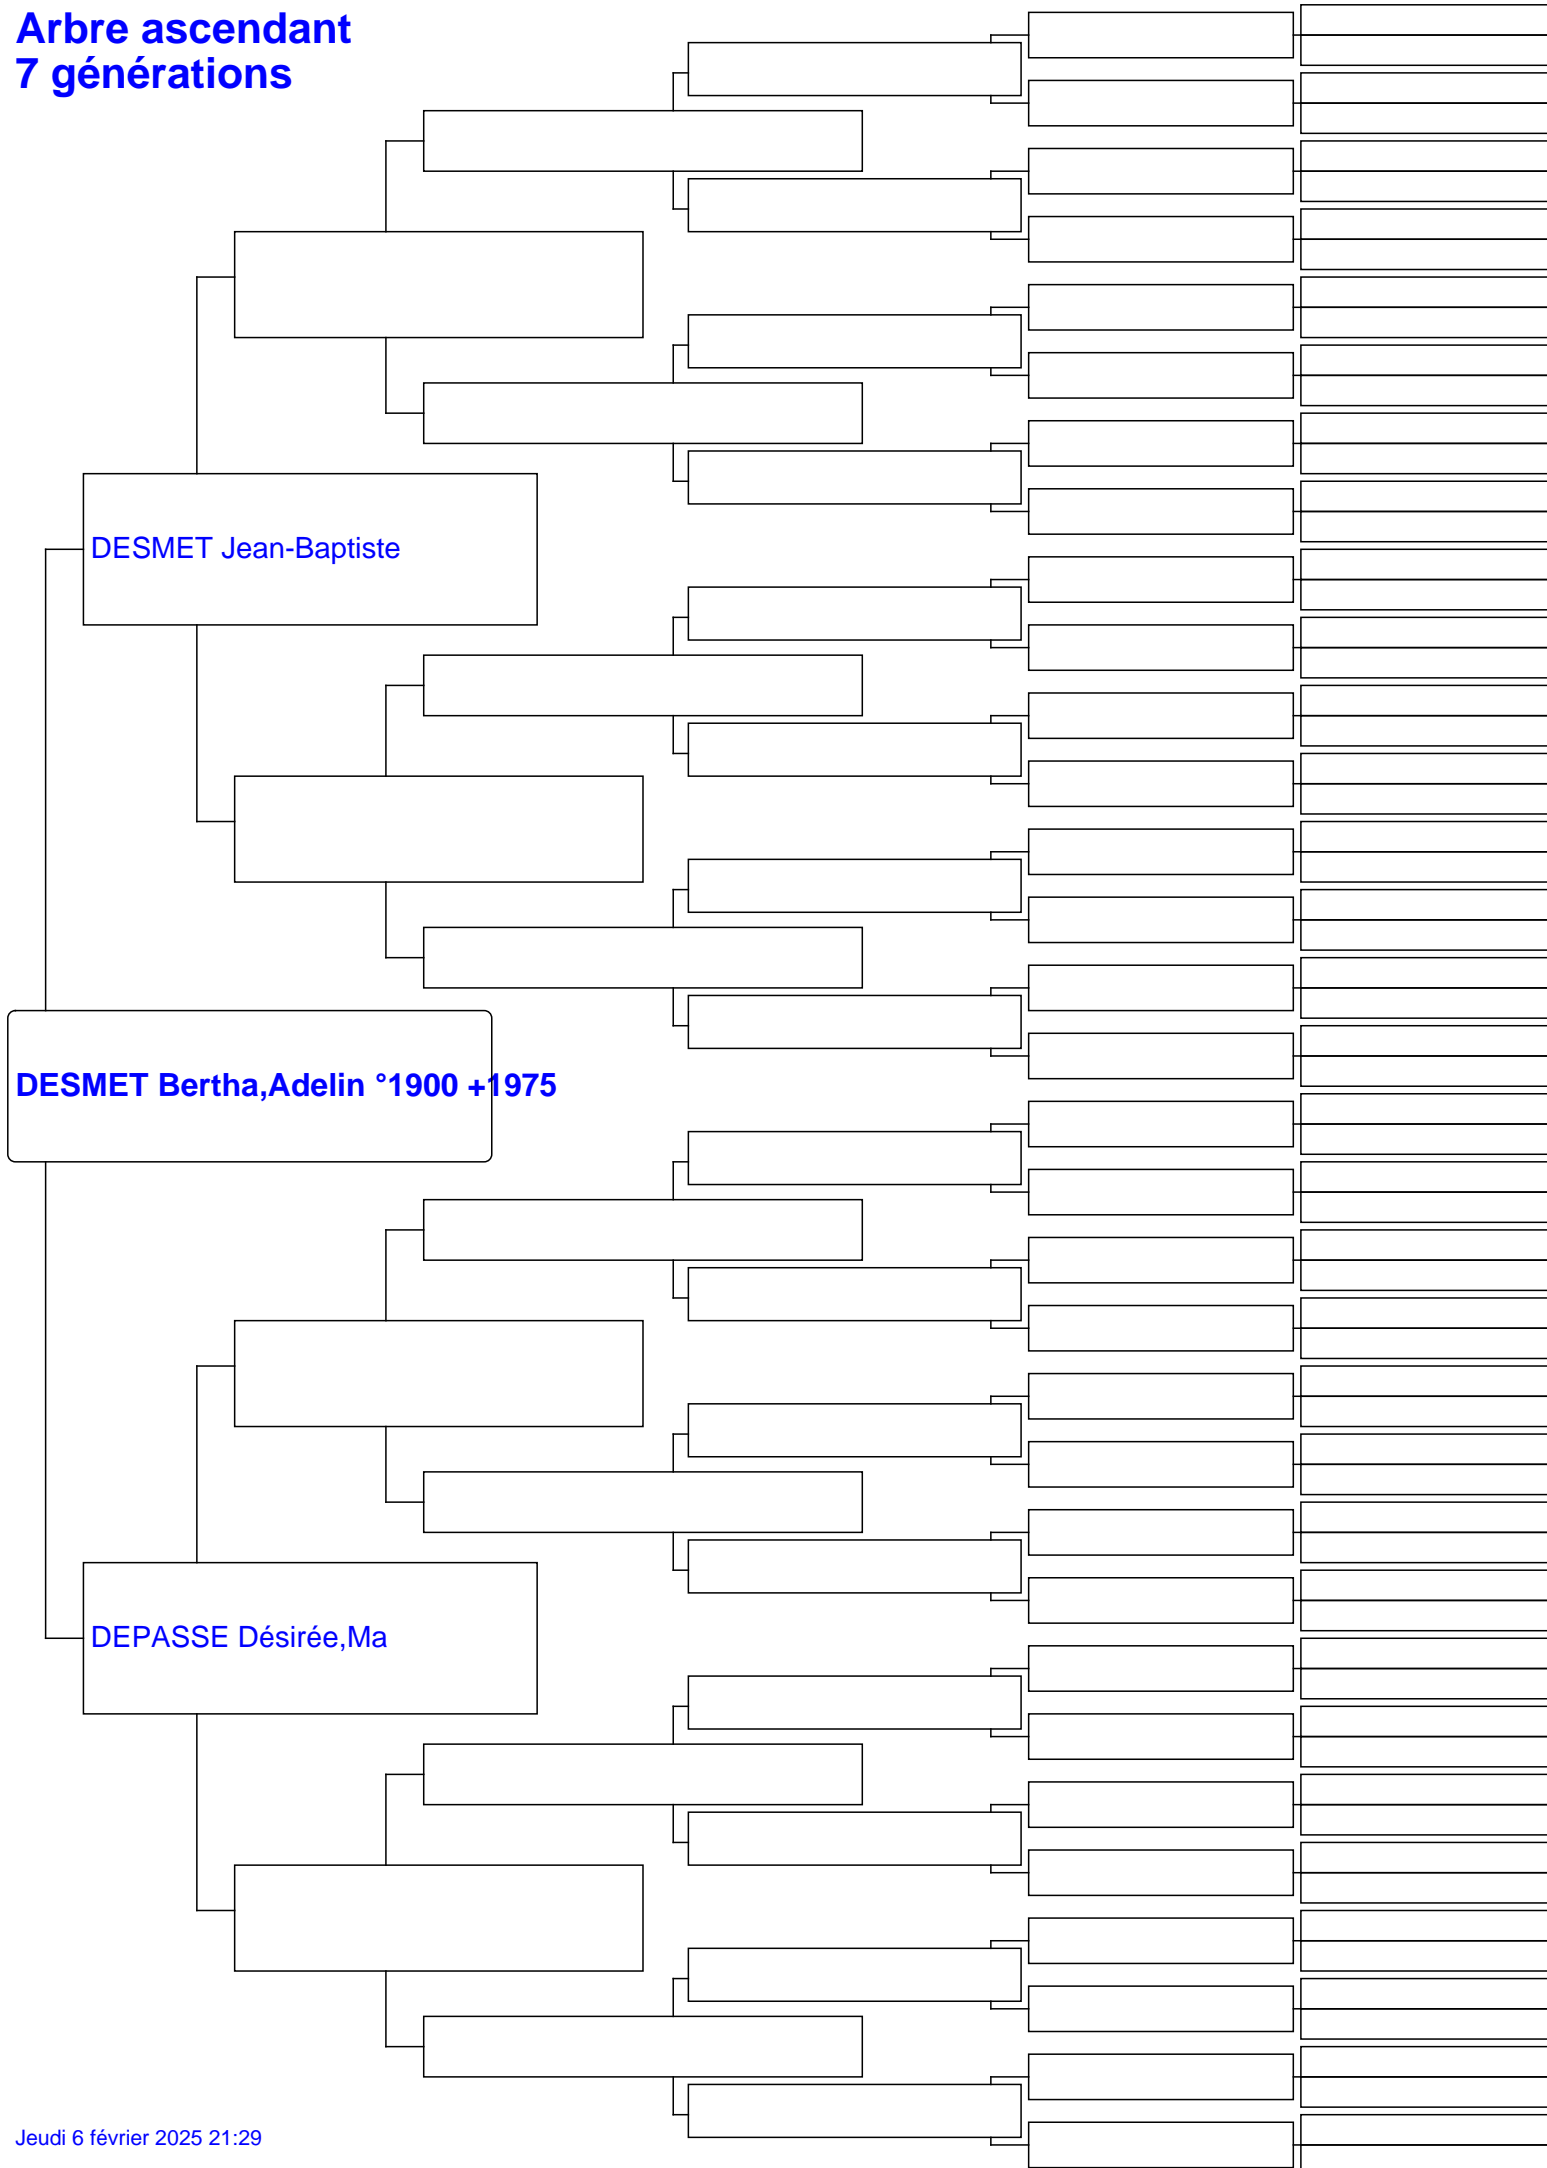 Arbre ascendant
7 générations
DESMET Jean-Baptiste
DESMET Bertha,Adelin °1900 +1975
DEPASSE Désirée,Ma
Jeudi 6 février 2025 21:29